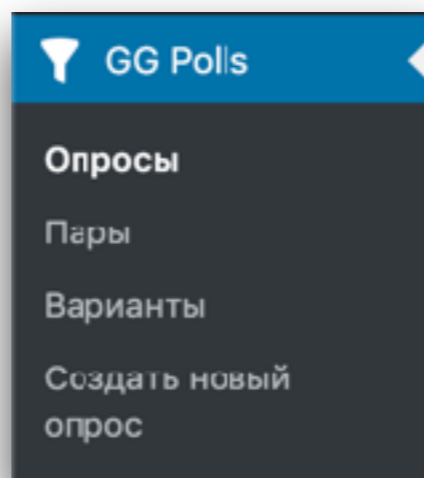 GG Polls
Опросы
Пары
Варианты
Создать новый
опрос